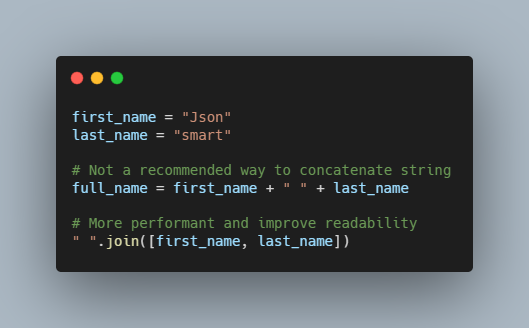 first_name = "Json"
last_name = "smart"
# Not a recommended way to concatenate string
full_name = first_name + " " + last_name
# More performant and improve readability
" ".join([first_name, last_name])